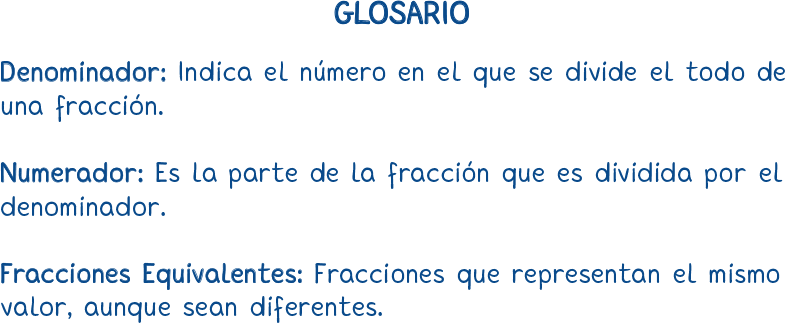 GLOSARIO
Denominador: Indica el número en el que se divide el todo de
una fracción.
Numerador: Es la parte de la fracción que es dividida por el
denominador.
Fracciones Equivalentes: Fracciones que representan el mismo
valor, aunque sean diferentes.